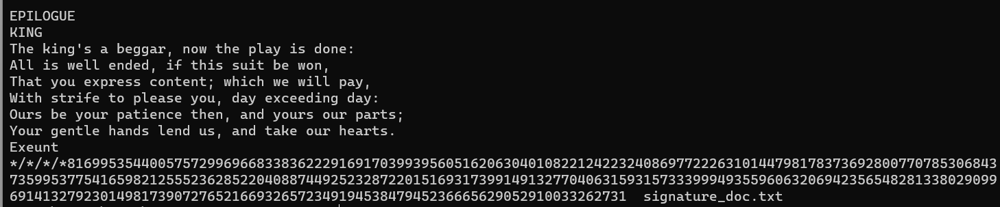 EPILOGUE
KING
The king's a beggar, now the play is done:
All is well ended, if this suit be won,
That you express content; which we will pay,
With strife to please you, day exceeding day:
Ours be your patience then, and yours our parts;
Your gentle hands lend us, and take our hearts.
Exeunt
*/*/*/*81699535440057572996966833836222916917039939560516206304010822124223240869772226310144798178373692800770785306843
735995377541659821255523628522040887449252328722015169317399149132770406315931573339994935596063206942356548281338029099
691413279230149817390727652166932657234919453847945236665629052910033262731  signature_doc.txt